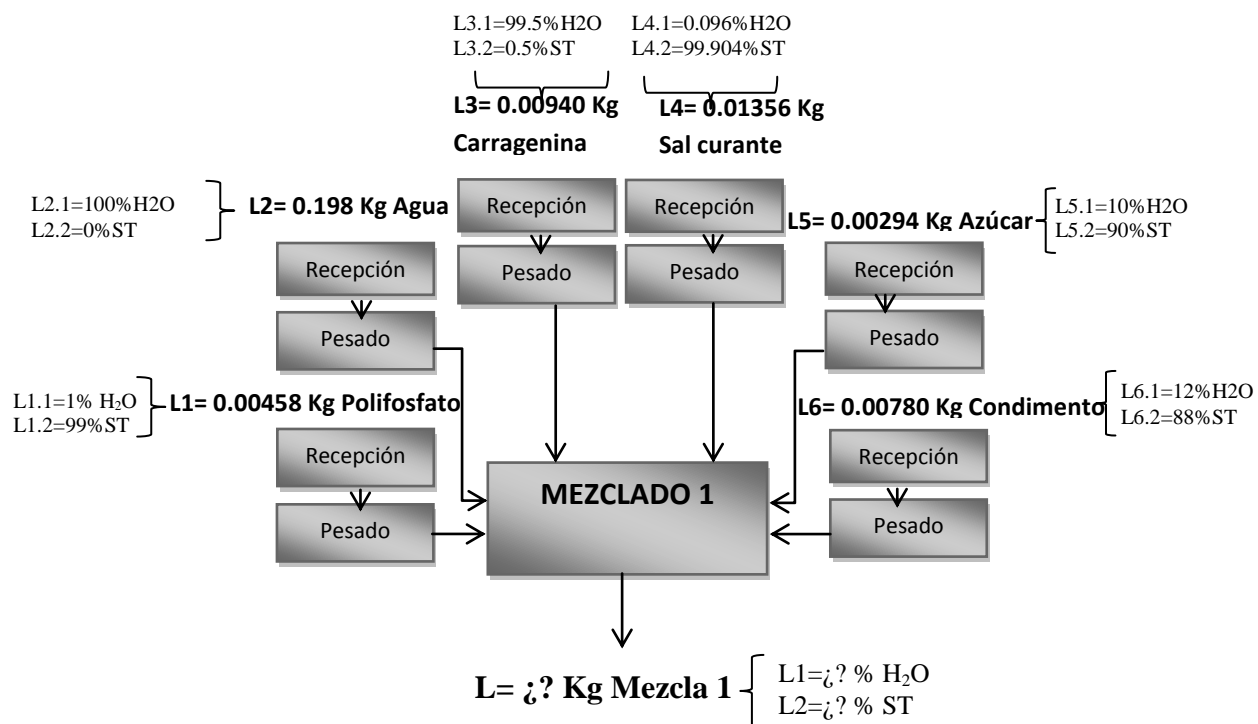 L3.1=99.5%H2O
L3.2=0.5%ST
L4.1=0.096%H2O
L4.2=99.904%ST
L3= 0.00940 Kg
Carragenina
L4= 0.01356 Kg
Sal curante
L2.1=100%H2O
L2.2=0%ST
L2= 0.198 Kg Agua
Recepción
Pesado
Recepción
Pesado
Recepción
Pesado
L5= 0.00294 Kg Azúcar
L5.1=10%H2O
L5.2=90%ST
Recepción
Pesado
L1.1=1% H₂O
L1.2=99%ST
L1= 0.00458 Kg Polifosfato
Recepción
Pesado
L6= 0.00780 Kg Condimento
L6.1=12%H2O
L6.2=88%ST
Recepción
Pesado
MEZCLADO 1
L= ¿? Kg Mezcla 1
L1=¿? % H₂O
L2=¿? % ST